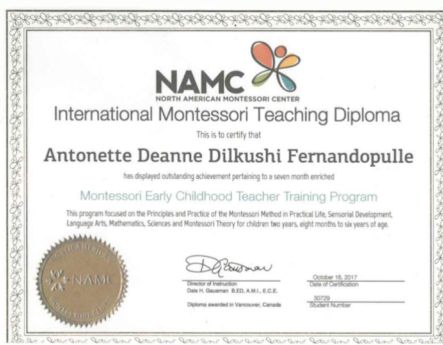 NAMC
NORTH AMERICAN MONTESSORI CENTER
International Montessori Teaching Diploma
This is to certify that
Antonette Deanne Dilkushi Fernandopulle
has displayed outstanding achievement pertaining to a seven month enriched
Montessori Early Childhood Teacher Training Program
This program focused on the Principles and Practice of the Montessori Method in Practical Life, Sensorial Development,
Language Arts, Mathematics, Sciences and Montessori Theory for children two years, eight months to six years of age.
NAMC
Director of Instruction
Dale H. Gausman B.ED, A.M.I., E.C.E.
Diploma awarded in Vancouver, Canada
October 16, 2017
Date of Certification
30729
Student Number